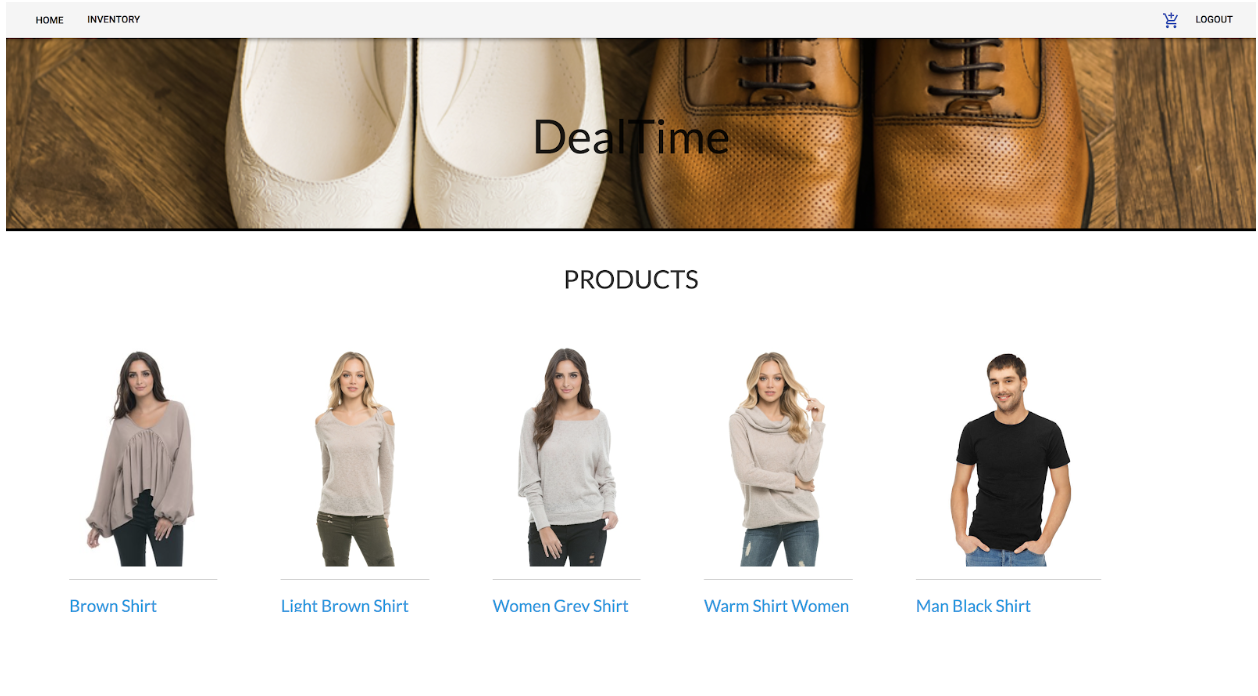 HOME INVENTORY LOGOUT
DealTime
PRODUCTS
Brown Shirt
Light Brown Shirt
Women Grey Shirt
Warm Shirt Women
Man Black Shirt